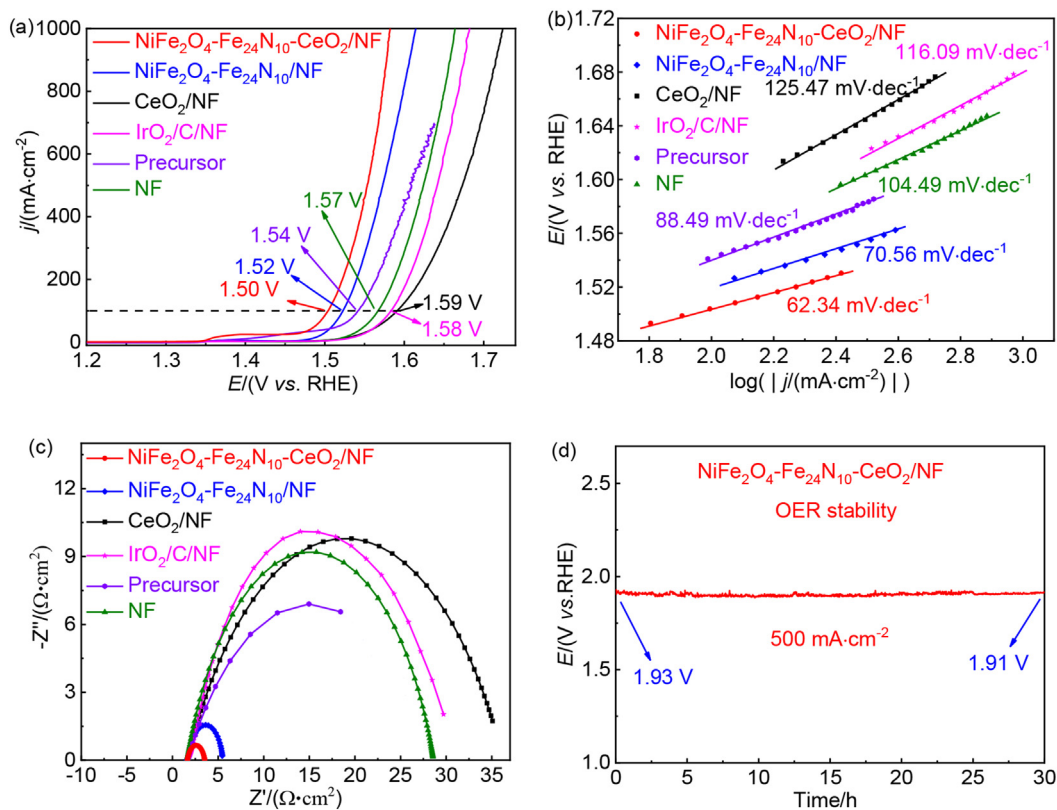 (a)
1000
800
600
400
200
0
j/(mA·cm⁻²)
NiFe₂O₄-Fe₂₄N₁₀-CeO₂/NF
NiFe₂O₄-Fe₂₄N₁₀/NF
CeO₂/NF
IrO₂/C/NF
Precursor
NF
1.57 V
1.54 V
1.52 V
1.50 V
1.59 V
1.58 V
1.2 1.3 1.4 1.5 1.6 1.7
E/(V vs. RHE)
(b)
1.72
1.68
1.64
1.60
1.56
1.52
1.48
E/(V vs. RHE)
NiFe₂O₄-Fe₂₄N₁₀-CeO₂/NF
NiFe₂O₄-Fe₂₄N₁₀/NF
CeO₂/NF
IrO₂/C/NF
Precursor
NF
116.09 mV·dec⁻¹
125.47 mV·dec⁻¹
104.49 mV·dec⁻¹
88.49 mV·dec⁻¹
70.56 mV·dec⁻¹
62.34 mV·dec⁻¹
1.8 2.0 2.2 2.4 2.6 2.8 3.0
log( | j/(mA·cm⁻²) | )
(c)
12
9
6
3
0
-Z''/(Ω·cm²)
NiFe₂O₄-Fe₂₄N₁₀-CeO₂/NF
NiFe₂O₄-Fe₂₄N₁₀/NF
CeO₂/NF
IrO₂/C/NF
Precursor
NF
-10 -5 0 5 10 15 20 25 30 35
Z'/(Ω·cm²)
(d)
2.5
2.0
1.5
1.0
E/(V vs.RHE)
NiFe₂O₄-Fe₂₄N₁₀-CeO₂/NF
OER stability
500 mA·cm⁻²
1.93 V
1.91 V
0 5 10 15 20 25 30
Time/h